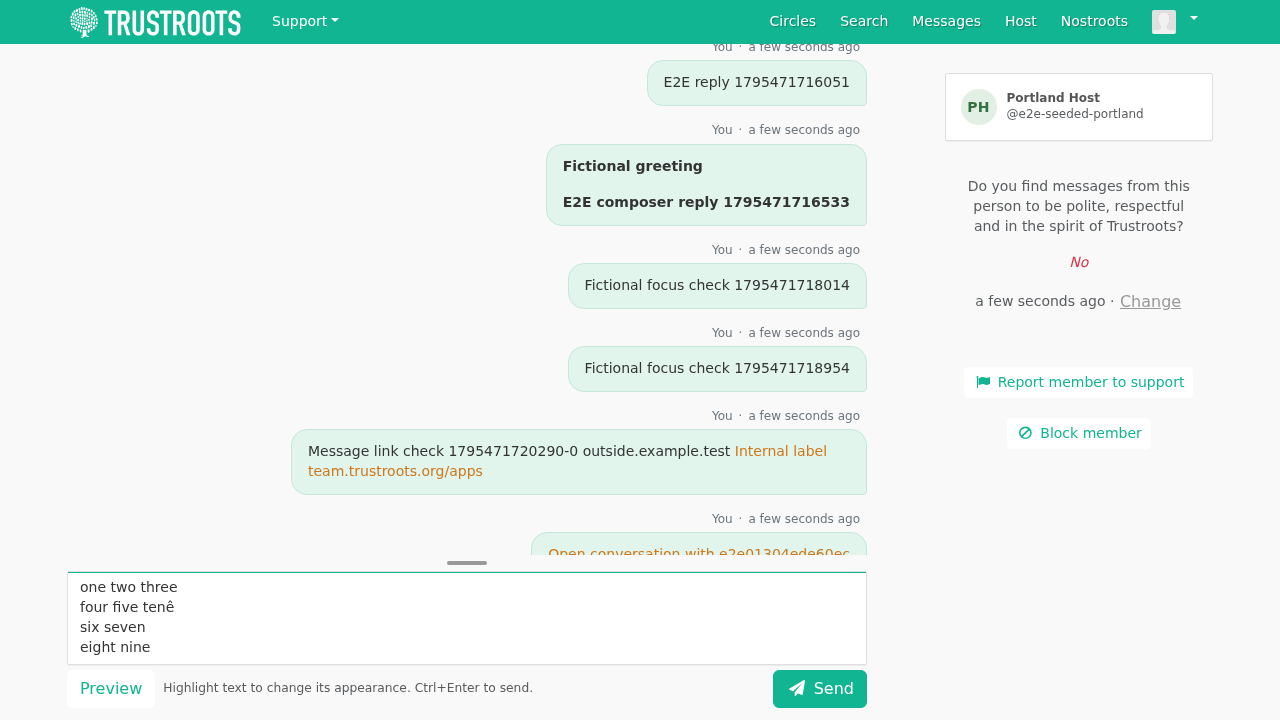 TRUSTROOTS Support Circles Search Messages Host Nostroots
You · a few seconds ago
E2E reply 1795471716051
You · a few seconds ago
Fictional greeting
E2E composer reply 1795471716533
You · a few seconds ago
Fictional focus check 1795471718014
You · a few seconds ago
Fictional focus check 1795471718954
You · a few seconds ago
Message link check 1795471720290-0 outside.example.test Internal label
team.trustroots.org/apps
You · a few seconds ago
Open conversation with e2e01304ede60ec
one two three
four five tenê
six seven
eight nine
Preview Highlight text to change its appearance. Ctrl+Enter to send. Send
PH Portland Host
@e2e-seeded-portland
Do you find messages from this
person to be polite, respectful
and in the spirit of Trustroots?
No
a few seconds ago · Change
Report member to support
Block member